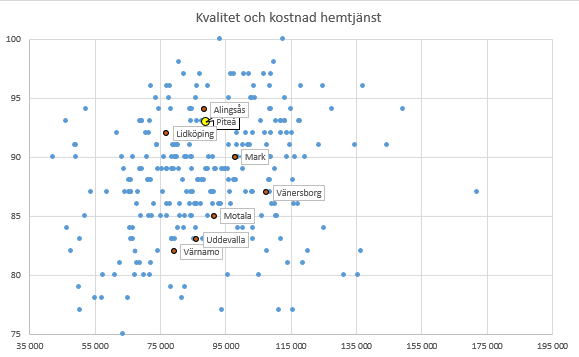 Kvalitet och kostnad hemtjänst
100
95
Alingsås
Piteå
Lidköping
90
Mark
Vänersborg
85
Motala
Uddevalla
Värnamo
80
75
35 000 55 000 75 000 95 000 115 000 135 000 155 000 175 000 195 000